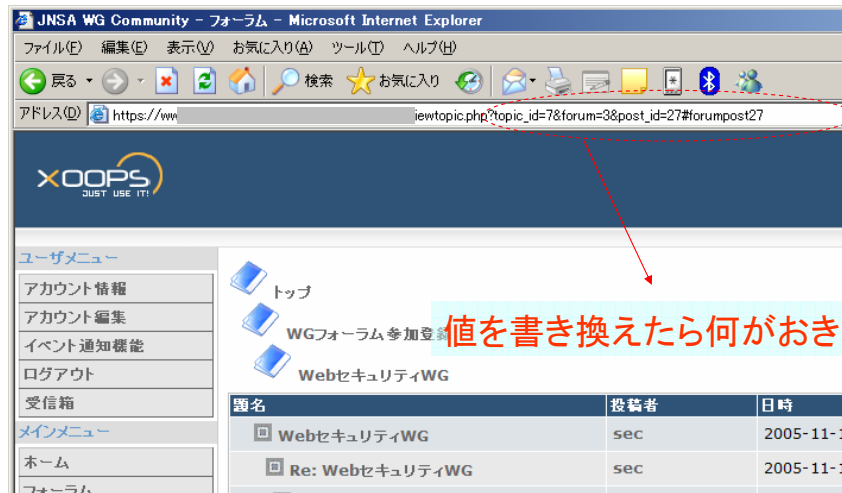 JNSA WG Community - フォーラム - Microsoft Internet Explorer
ファイル(F) 編集(E) 表示(V) お気に入り(A) ツール(T) ヘルプ(H)
戻る 検索 お気に入り
アドレス(D) https://ww iewtopic.php?topic_id=7&forum=3&post_id=27#forumpost27
XOOPS
JUST USE IT!
ユーザメニュー
アカウント情報
アカウント編集
イベント通知機能
ログアウト
受信箱
メインメニュー
ホーム
フォーラム
トップ
WGフォーラム参加登録
WebセキュリティWG
値を書き換えたら何がおき
題名 投稿者 日時
WebセキュリティWG sec 2005-11-1
Re: WebセキュリティWG sec 2005-11-1